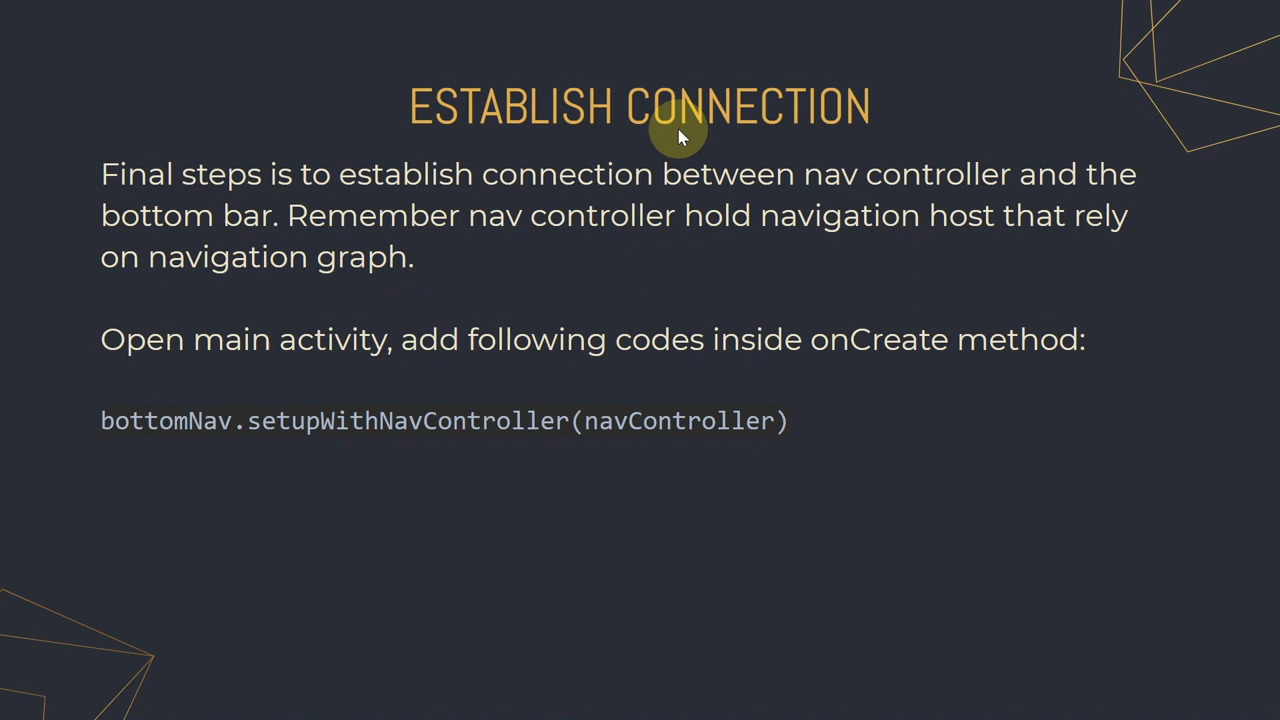 ESTABLISH CONNECTION
Final steps is to establish connection between nav controller and the
bottom bar. Remember nav controller hold navigation host that rely
on navigation graph.
Open main activity, add following codes inside onCreate method:
bottomNav.setupWithNavController(navController)